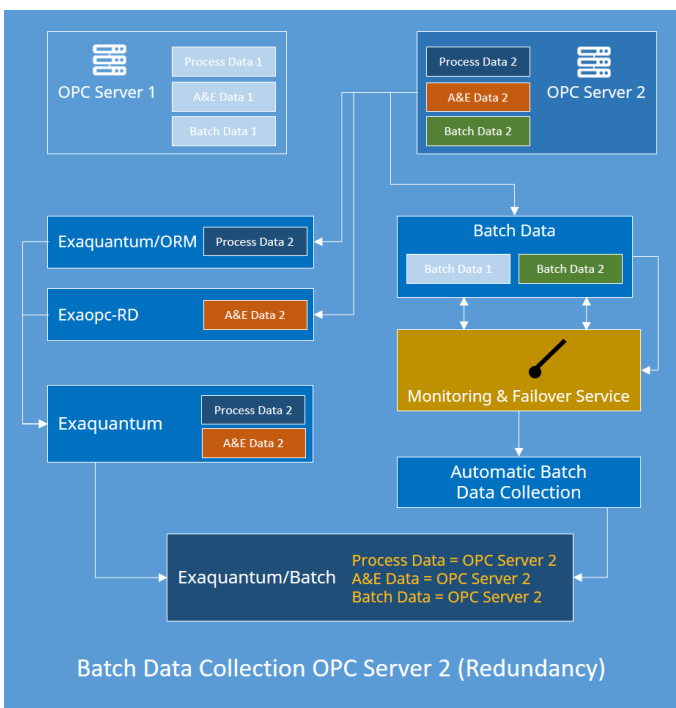 OPC Server 1
Process Data 1
A&E Data 1
Batch Data 1
Process Data 2
A&E Data 2
Batch Data 2
OPC Server 2
Exaquantum/ORM
Process Data 2
Exaopc-RD
A&E Data 2
Exaquantum
Process Data 2
A&E Data 2
Batch Data
Batch Data 1
Batch Data 2
Monitoring & Failover Service
Automatic Batch
Data Collection
Exaquantum/Batch
Process Data = OPC Server 2
A&E Data = OPC Server 2
Batch Data = OPC Server 2
Batch Data Collection OPC Server 2 (Redundancy)